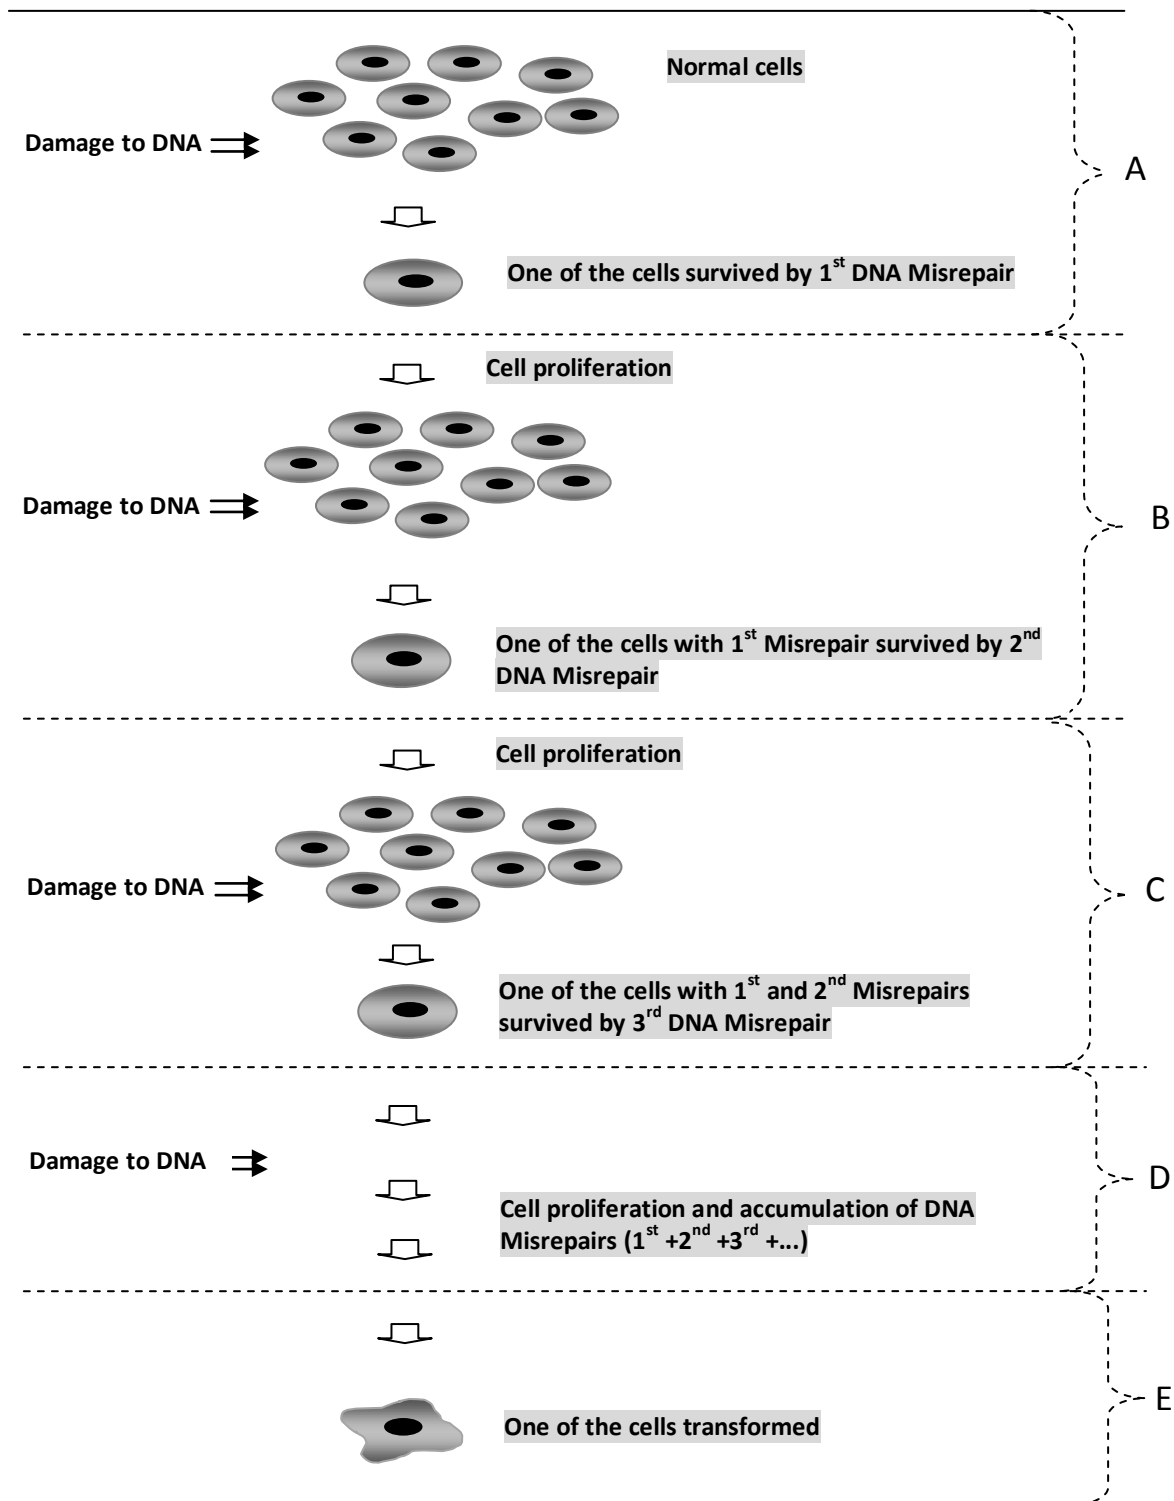 Normal cells
Damage to DNA
A
One of the cells survived by 1st DNA Misrepair
Cell proliferation
Damage to DNA
B
One of the cells with 1st Misrepair survived by 2nd
DNA Misrepair
Cell proliferation
Damage to DNA
C
One of the cells with 1st and 2nd Misrepairs
survived by 3rd DNA Misrepair
Damage to DNA
D
Cell proliferation and accumulation of DNA
Misrepairs (1st +2nd +3rd +...)
E
One of the cells transformed